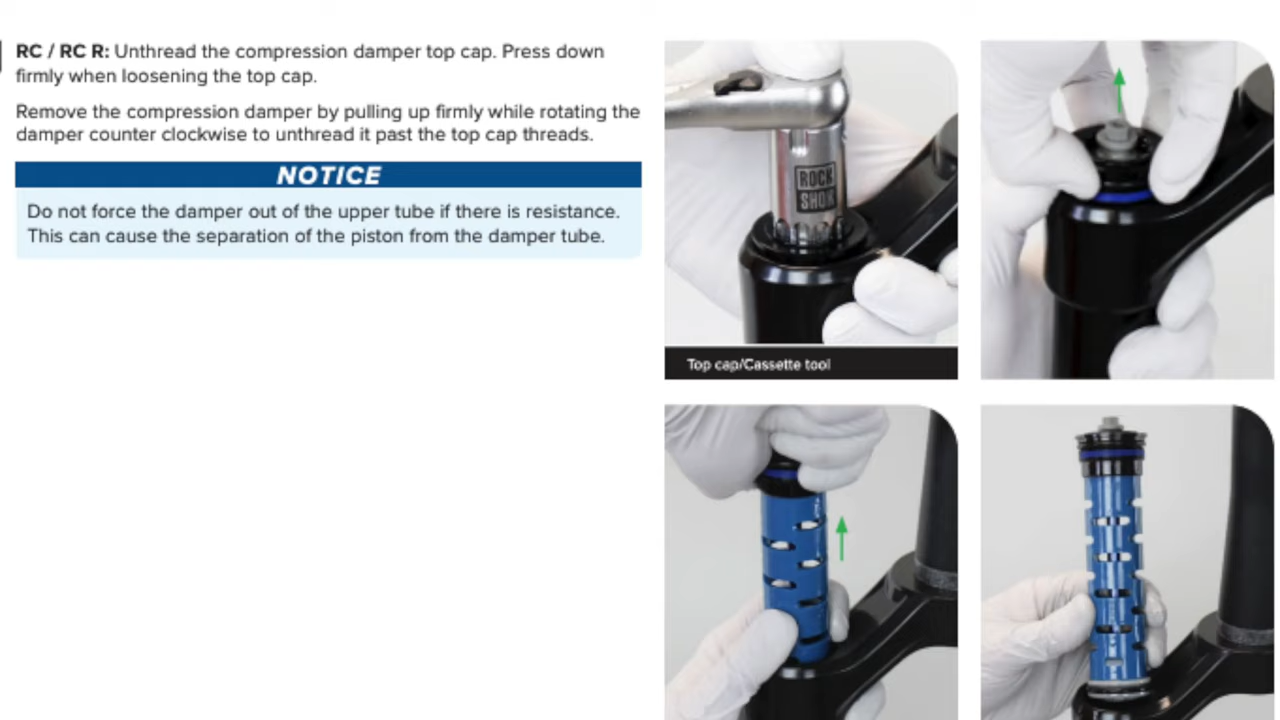 RC / RC R: Unthread the compression damper top cap. Press down
firmly when loosening the top cap.
Remove the compression damper by pulling up firmly while rotating the
damper counter clockwise to unthread it past the top cap threads.
NOTICE
Do not force the damper out of the upper tube if there is resistance.
This can cause the separation of the piston from the damper tube.
ROCK
SHOX
Top cap/Cassette tool